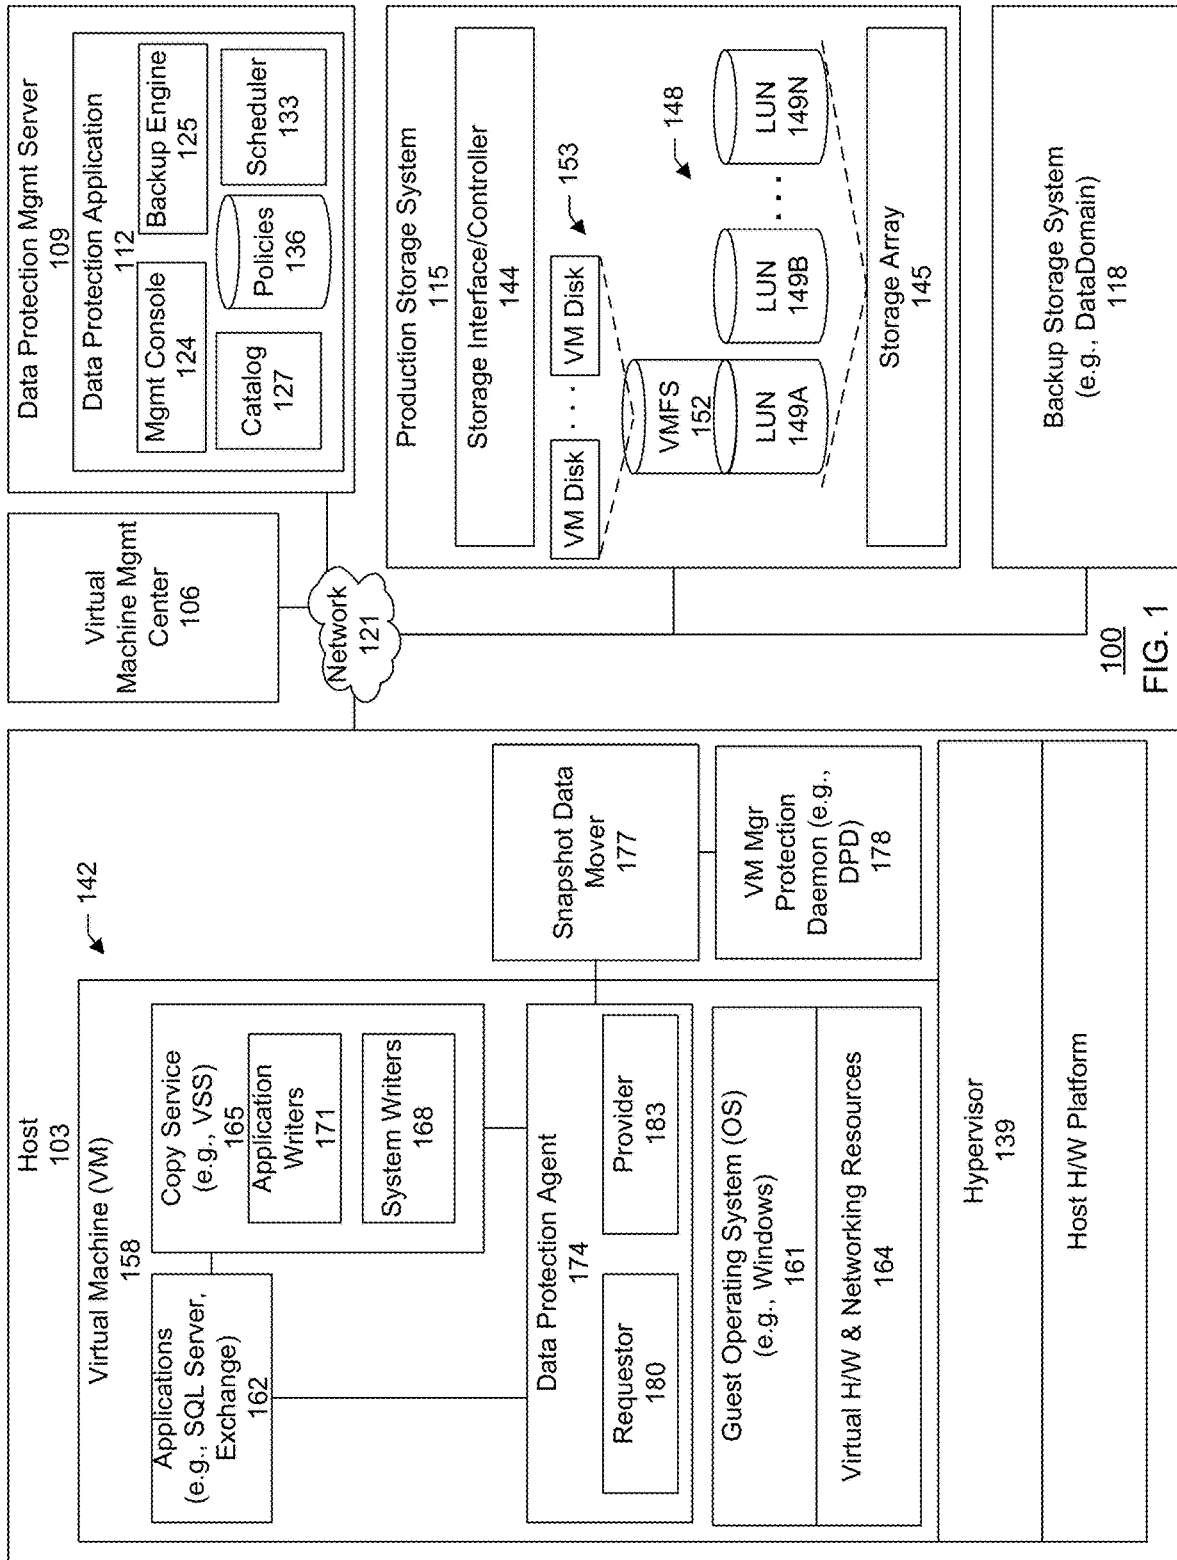 Host
103
142
Virtual Machine (VM)
158
Applications
(e.g., SQL Server,
Exchange)
162
Copy Service
(e.g., VSS)
165
Application
Writers
171
System Writers
168
Data Protection Agent
174
Requestor
180
Provider
183
Guest Operating System (OS)
(e.g., Windows)
161
Virtual H/W & Networking Resources
164
Snapshot Data
Mover
177
VM Mgr
Protection
Daemon (e.g.,
DPD)
178
Hypervisor
139
Host H/W Platform
Virtual
Machine Mgmt
Center
106
Network
121
Data Protection Mgmt Server
109
Data Protection Application
112
Mgmt Console
124
Backup Engine
125
Catalog
127
Policies
136
Scheduler
133
Production Storage System
115
Storage Interface/Controller
144
VM Disk
. . .
VM Disk
153
VMFS
152
148
LUN
149A
LUN
149B
. . .
LUN
149N
Storage Array
145
Backup Storage System
(e.g., DataDomain)
118
100
FIG. 1